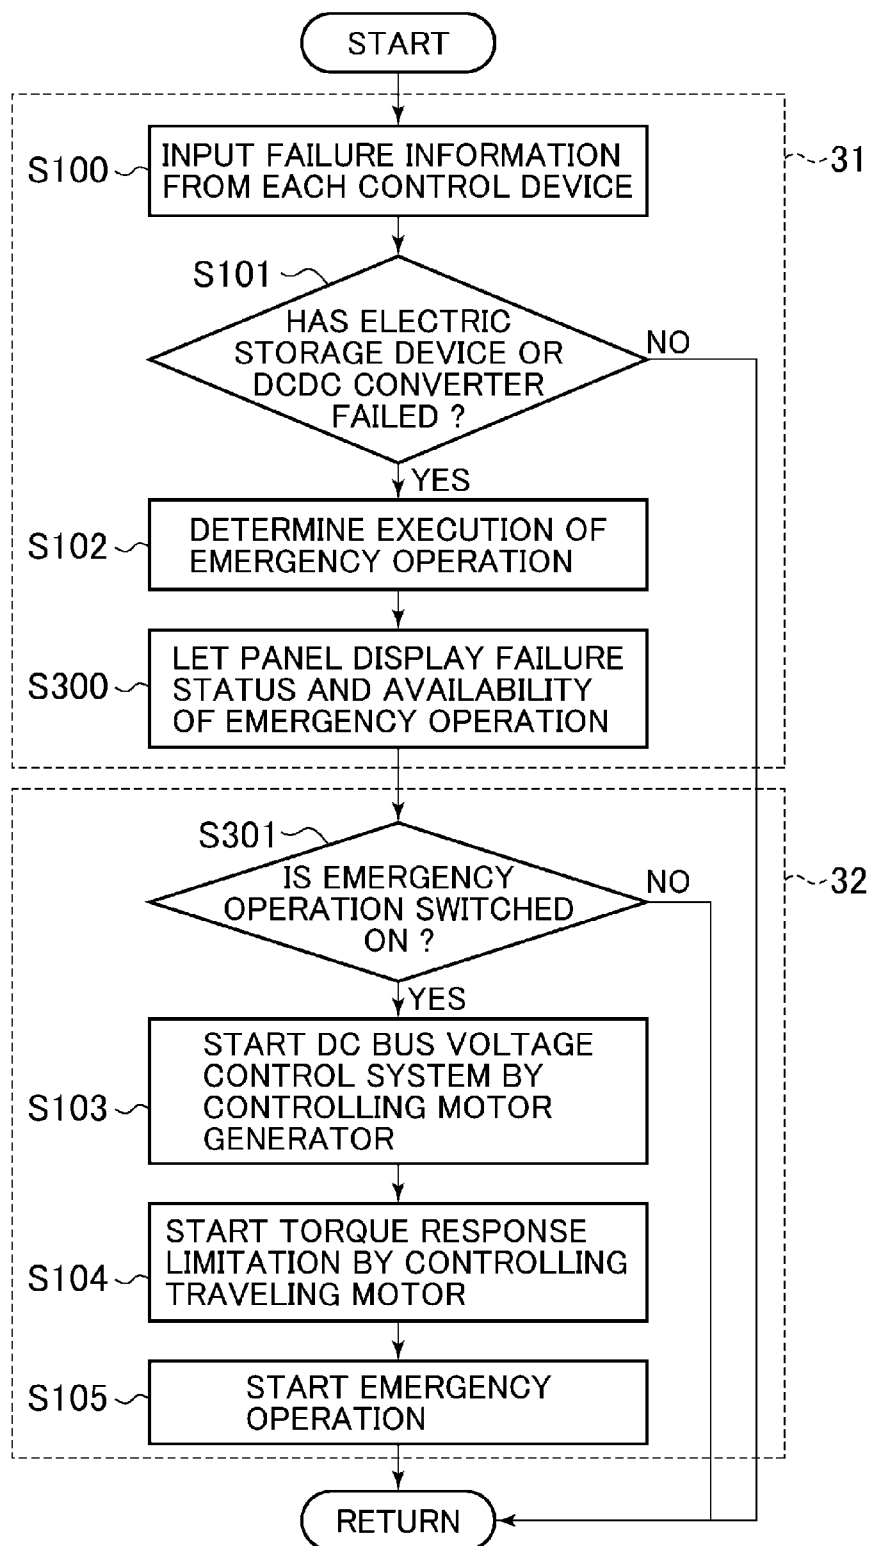 START
31
S100
INPUT FAILURE INFORMATION
FROM EACH CONTROL DEVICE
S101
HAS ELECTRIC
STORAGE DEVICE OR
DCDC CONVERTER
FAILED ?
NO
YES
S102
DETERMINE EXECUTION OF
EMERGENCY OPERATION
S300
LET PANEL DISPLAY FAILURE
STATUS AND AVAILABILITY
OF EMERGENCY OPERATION
S301
IS EMERGENCY
OPERATION SWITCHED
ON ?
NO
32
YES
S103
START DC BUS VOLTAGE
CONTROL SYSTEM BY
CONTROLLING MOTOR
GENERATOR
S104
START TORQUE RESPONSE
LIMITATION BY CONTROLLING
TRAVELING MOTOR
S105
START EMERGENCY
OPERATION
RETURN